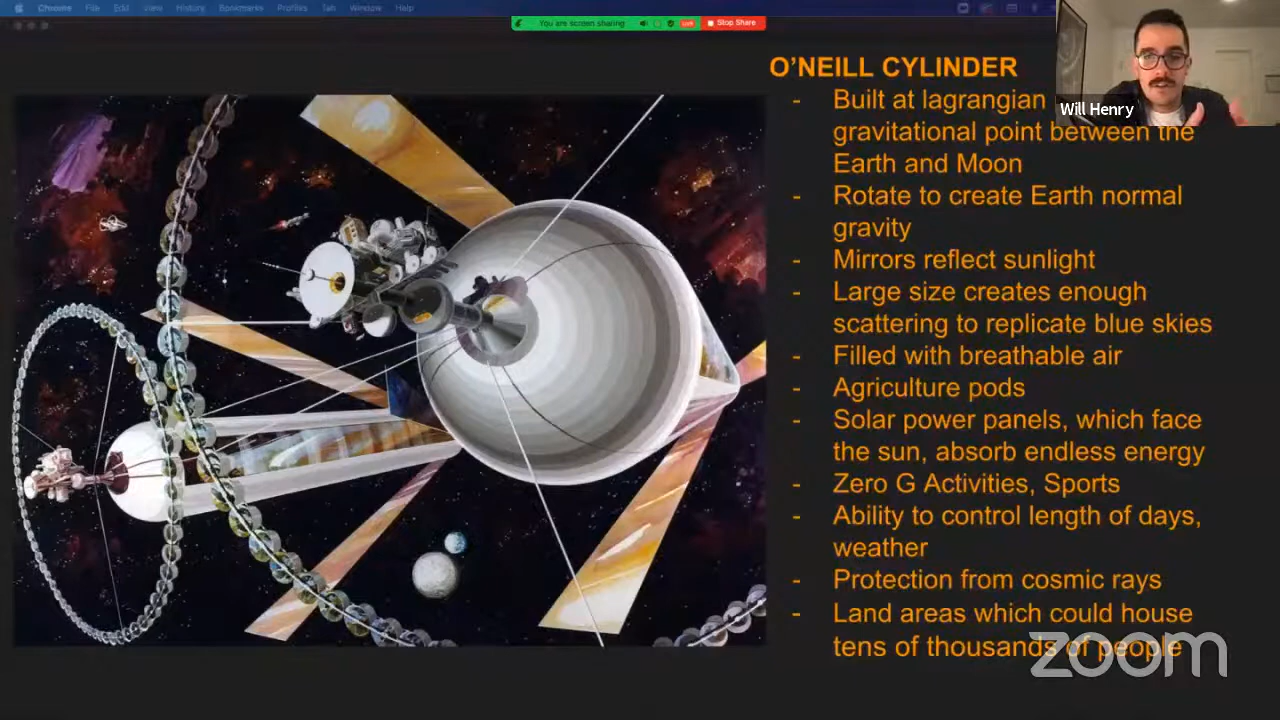 Chrome File Edit View History Bookmarks Profiles Tab Window Help
You are screen sharing Stop Share
O’NEILL CYLINDER
Will Henry
- Built at lagrangian
gravitational point between the
Earth and Moon
- Rotate to create Earth normal
gravity
- Mirrors reflect sunlight
- Large size creates enough
scattering to replicate blue skies
- Filled with breathable air
- Agriculture pods
- Solar power panels, which face
the sun, absorb endless energy
- Zero G Activities, Sports
- Ability to control length of days,
weather
- Protection from cosmic rays
- Land areas which could house
tens of thousands of people
zoom